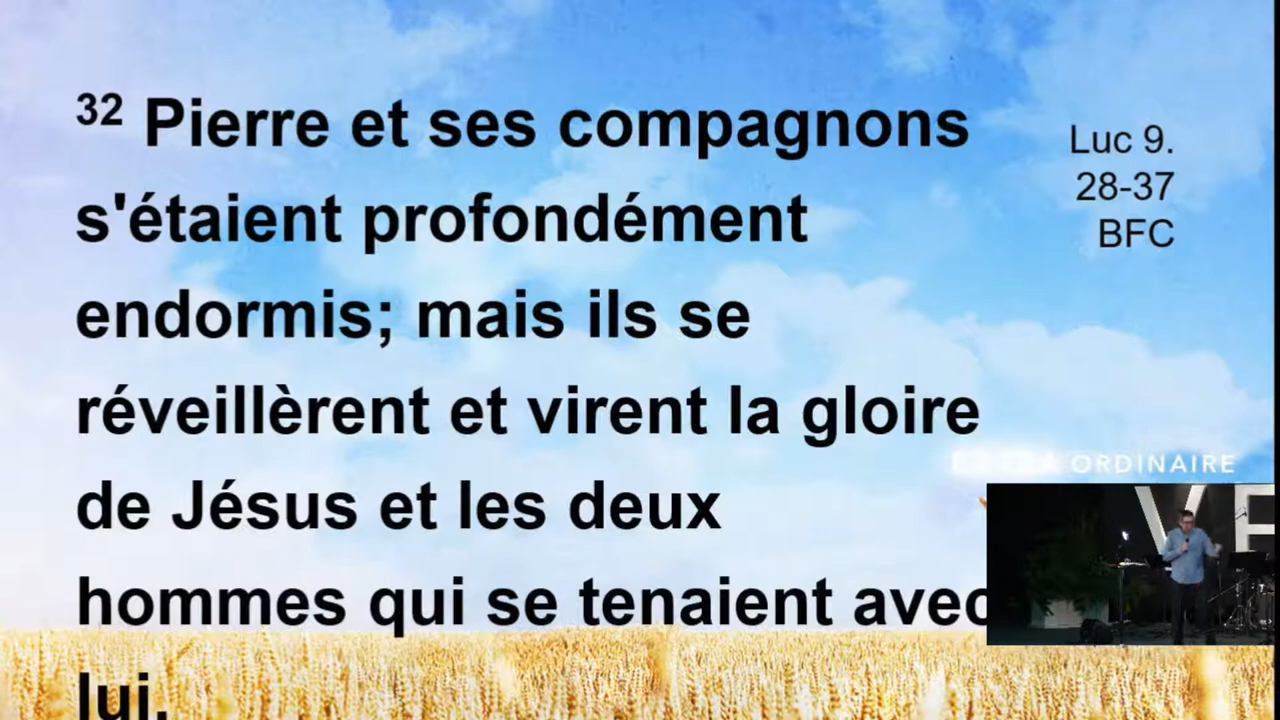 32 Pierre et ses compagnons
s'étaient profondément
endormis; mais ils se
réveillèrent et virent la gloire
de Jésus et les deux
hommes qui se tenaient avec
lui.
Luc 9.
28-37
BFC
ORDINAIRE
VE